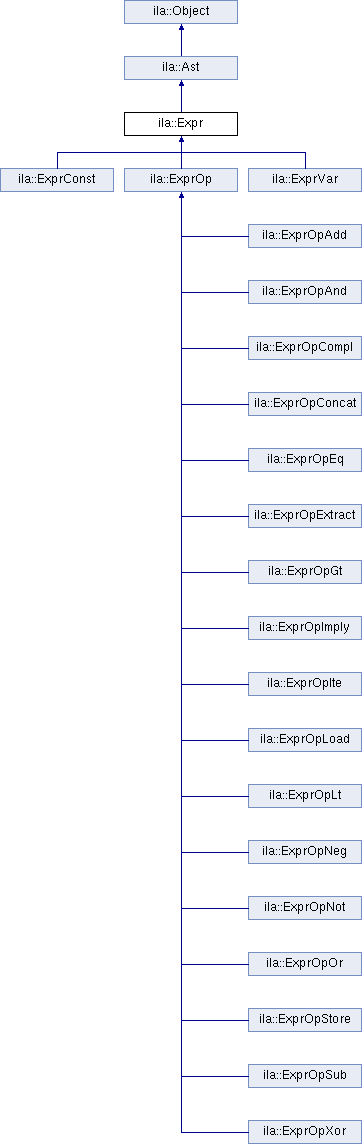 ila::Object
ila::Ast
ila::Expr
ila::ExprConst
ila::ExprOp
ila::ExprVar
ila::ExprOpAdd
ila::ExprOpAnd
ila::ExprOpCompl
ila::ExprOpConcat
ila::ExprOpEq
ila::ExprOpExtract
ila::ExprOpGt
ila::ExprOpImply
ila::ExprOpIte
ila::ExprOpLoad
ila::ExprOpLt
ila::ExprOpNeg
ila::ExprOpNot
ila::ExprOpOr
ila::ExprOpStore
ila::ExprOpSub
ila::ExprOpXor